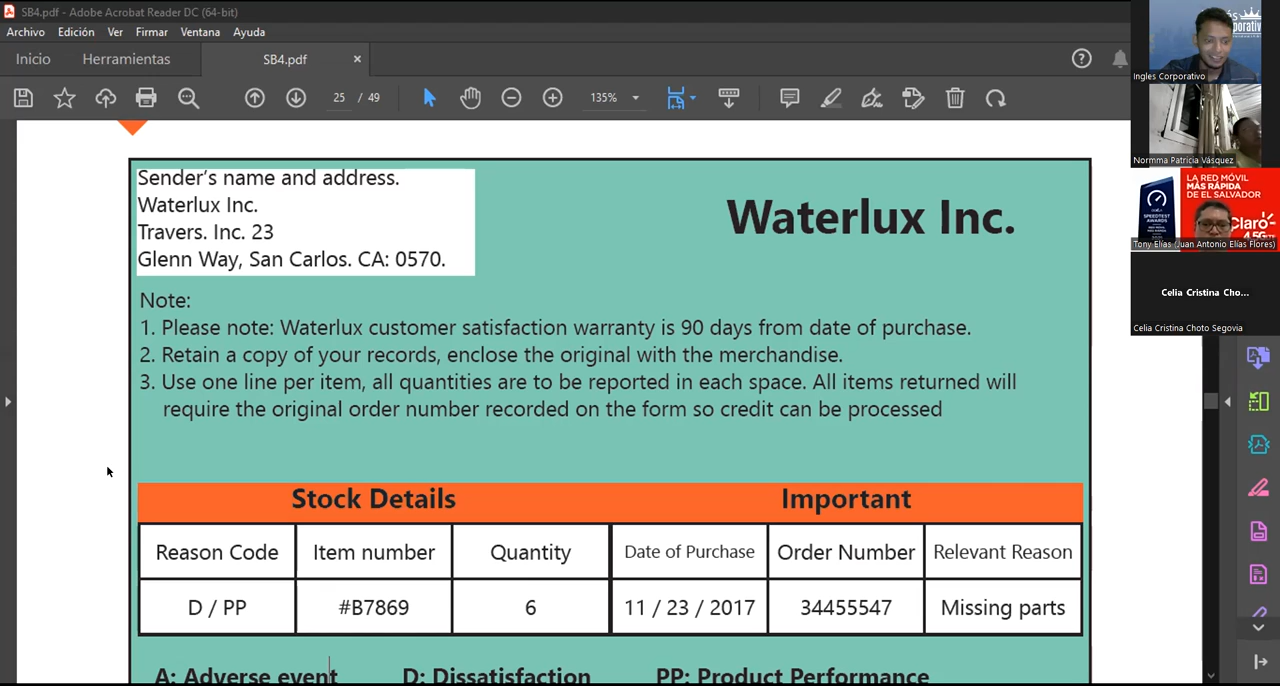 SB4.pdf - Adobe Acrobat Reader DC (64-bit)
Archivo Edición Ver Firmar Ventana Ayuda
Inicio Herramientas SB4.pdf ×
25 / 49 135%
Sender's name and address.
Waterlux Inc.
Travers. Inc. 23
Glenn Way, San Carlos. CA: 0570.
Waterlux Inc.
Note:
1. Please note: Waterlux customer satisfaction warranty is 90 days from date of purchase.
2. Retain a copy of your records, enclose the original with the merchandise.
3. Use one line per item, all quantities are to be reported in each space. All items returned will
require the original order number recorded on the form so credit can be processed
Stock Details Important
Reason Code Item number Quantity Date of Purchase Order Number Relevant Reason
D / PP #B7869 6 11 / 23 / 2017 34455547 Missing parts
A: Adverse event D: Dissatisfaction PP: Product Performance
Ingles Corporativo
Normma Patricia Vásquez
LA RED MÓVIL
MÁS RÁPIDA
DE EL SALVADOR
SPEEDTEST
AWARDS
Claro
Tony Elías (Juan Antonio Elías Flores)
Celia Cristina Cho...
Celia Cristina Choto Segovia